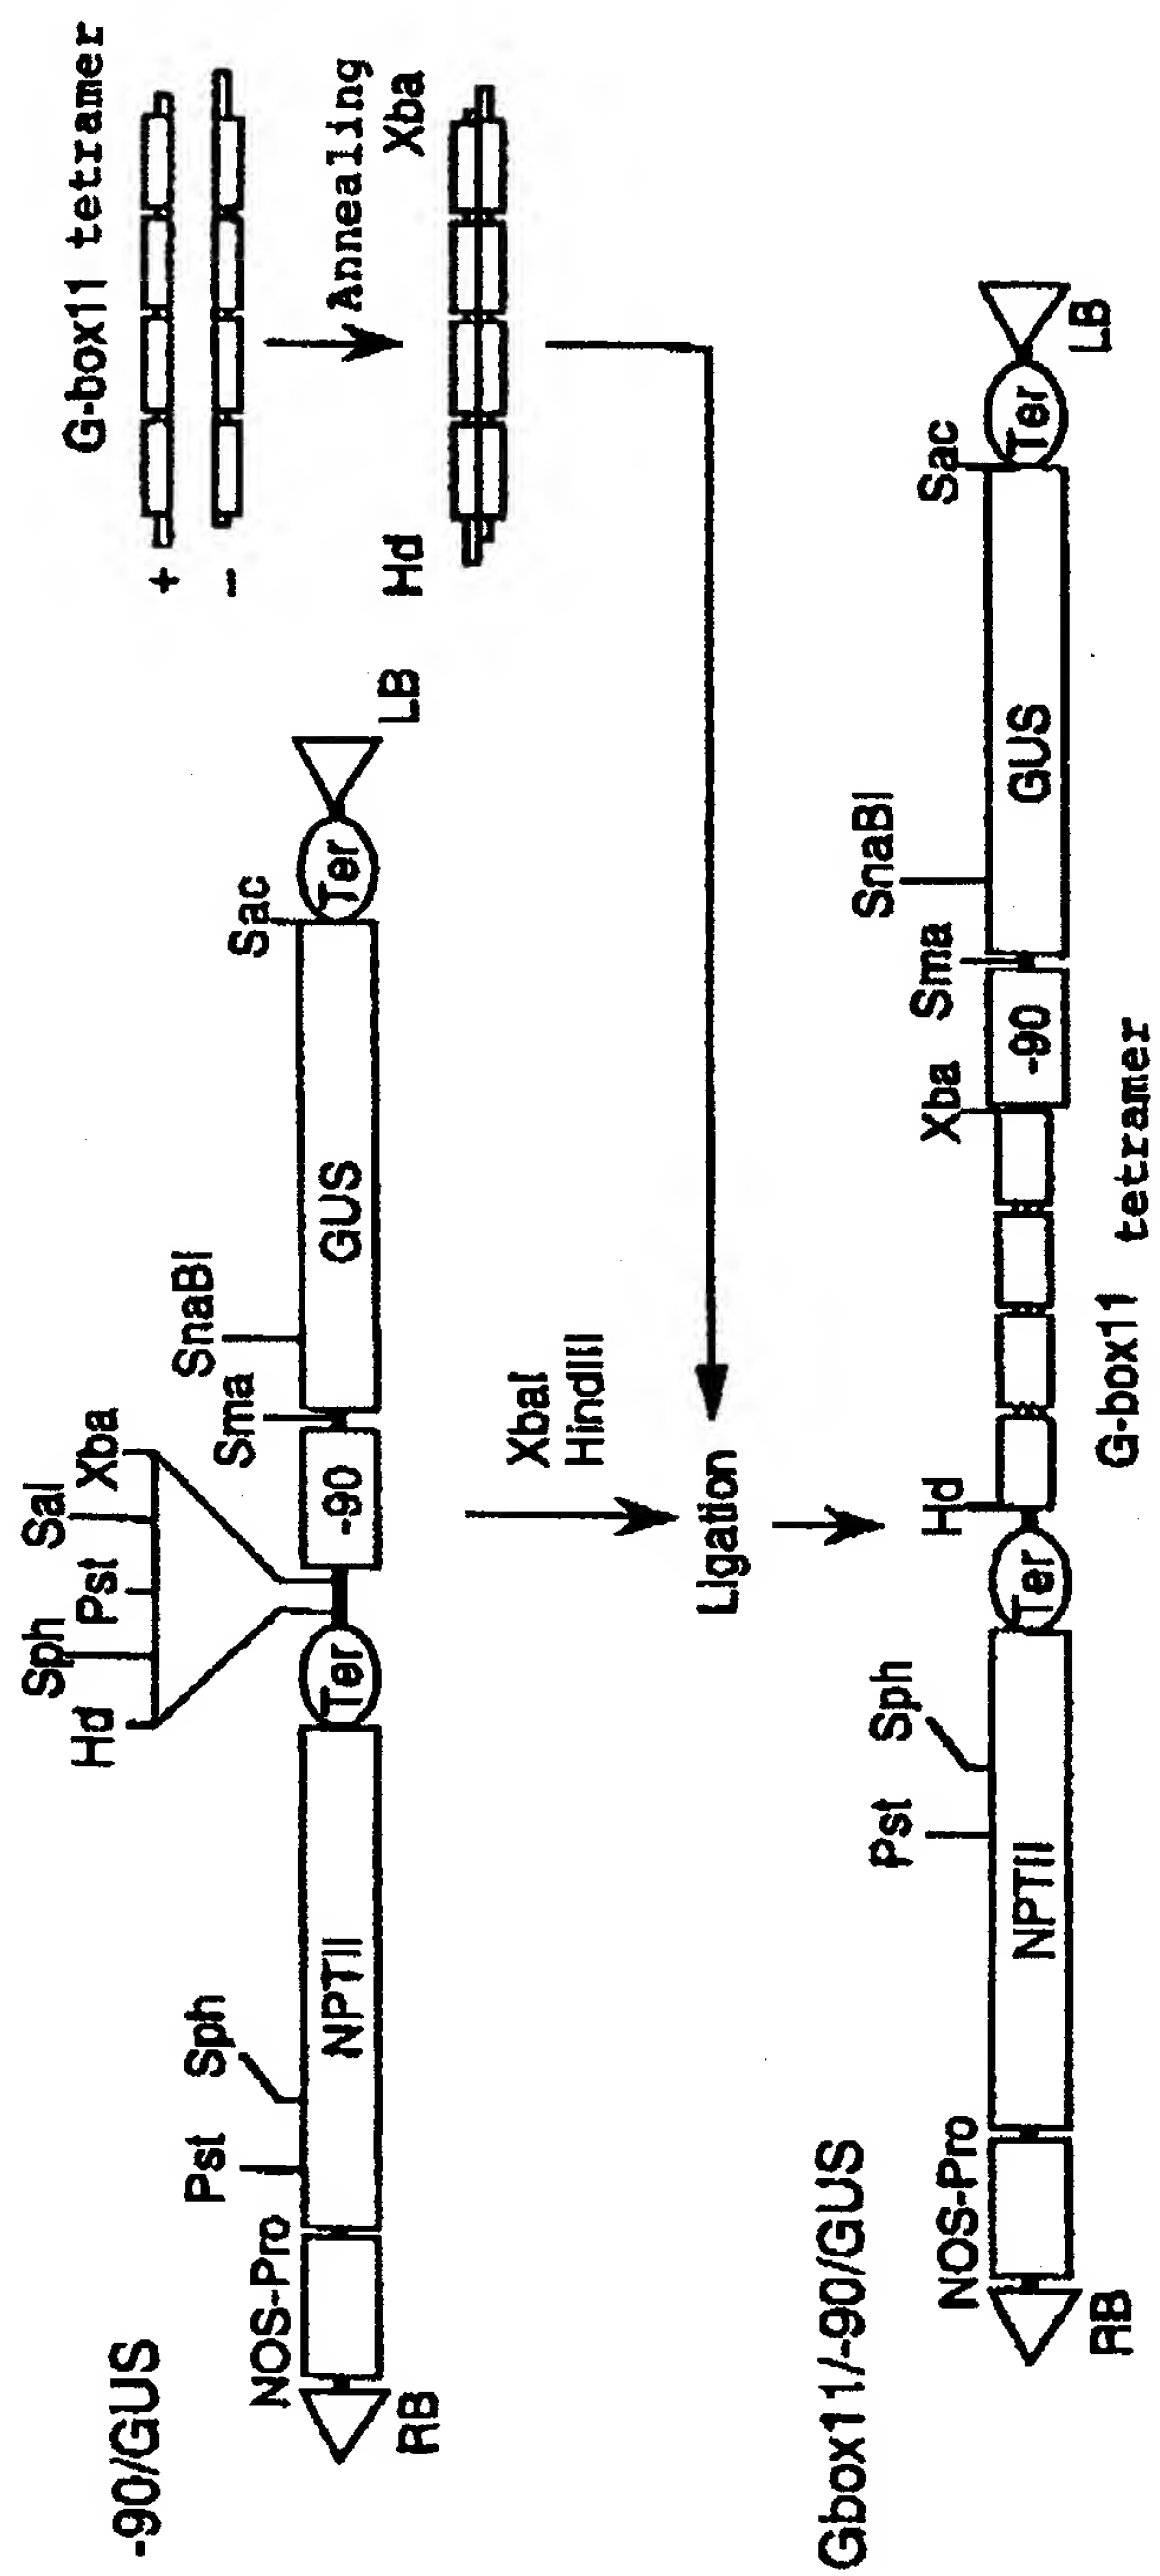 -90/GUS
G-box11 tetramer
Hd
Sph
Pst
Sal
Xba
NOS-Pro
Pst
Sph
Sma
SnaBI
Sac
RB
NPTII
Ter
-90
GUS
Ter
LB
+
-
Annealing
Hd
Xba
XbaI
HindIII
Ligation
Gbox11/-90/GUS
NOS-Pro
Pst
Sph
Hd
Xba
Sma
SnaBI
Sac
RB
NPTII
Ter
-90
GUS
Ter
LB
G-box11 tetramer